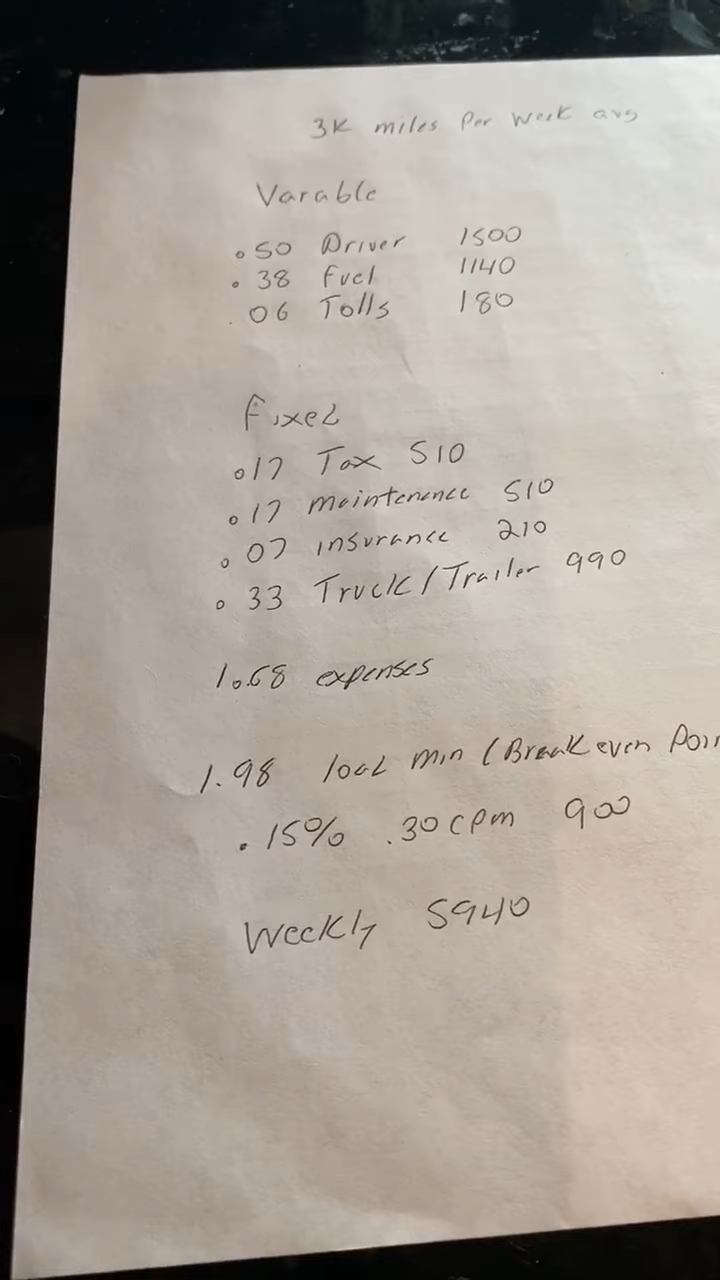 3K miles Per Week avg
Varable
.50 Driver 1500
.38 Fuel 1140
.06 Tolls 180
Fixed
.17 Tax 510
.17 maintenence 510
.07 insurance 210
.33 Truck/Trailer 990
1.68 expenses
1.98 load min (Break even Poin
.15% .30 cpm 900
Weekly 5940